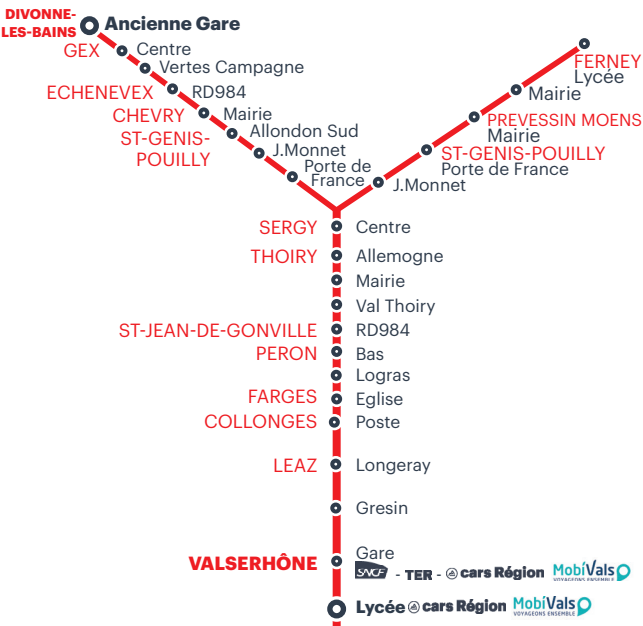 DIVONNE-
LES-BAINS Ancienne Gare
GEX Centre
Vertes Campagne
ECHENEVEX RD984
CHEVRY Mairie
ST-GENIS-
POUILLY Allondon Sud
J.Monnet
Porte de
France
FERNEY
Lycée
Mairie
PREVESSIN MOENS
Mairie
ST-GENIS-POUILLY
Porte de France
J.Monnet
SERGY Centre
THOIRY Allemogne
Mairie
Val Thoiry
ST-JEAN-DE-GONVILLE RD984
PERON Bas
Logras
FARGES Eglise
COLLONGES Poste
LEAZ Longeray
Gresin
VALSERHÔNE Gare
SNCF - TER - cars Région MobiVals
VOYAGEONS ENSEMBLE
Lycée cars Région MobiVals
VOYAGEONS ENSEMBLE